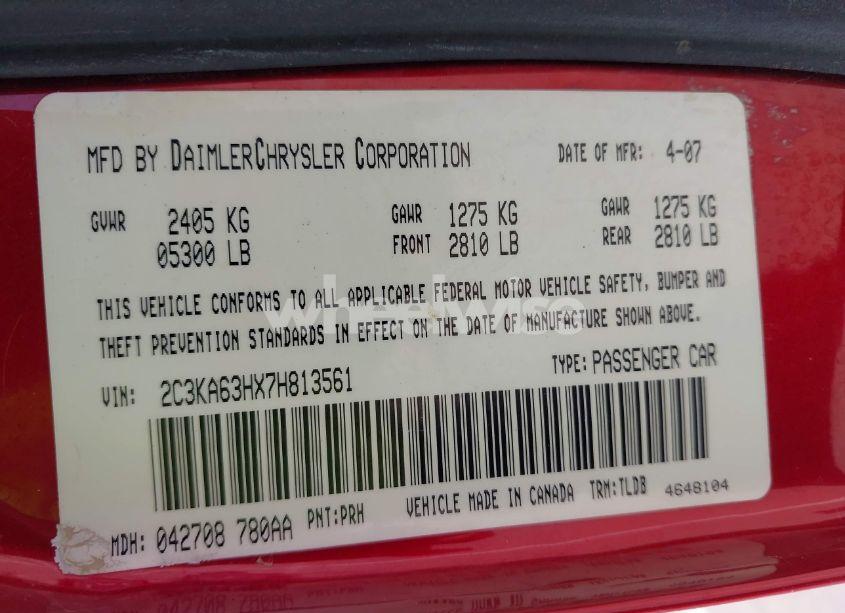 MFD BY DAIMLERCHRYSLER CORPORATION DATE OF MFR: 4-07
GVWR 2405 KG GAWR 1275 KG GAWR 1275 KG
05300 LB FRONT 2810 LB REAR 2810 LB
THIS VEHICLE CONFORMS TO ALL APPLICABLE FEDERAL MOTOR VEHICLE SAFETY, BUMPER AND
THEFT PREVENTION STANDARDS IN EFFECT ON THE DATE OF MANUFACTURE SHOWN ABOVE.
wheelwise
VIN: 2C3KA63HX7H813561 TYPE: PASSENGER CAR
MDH: 042708 780AA PNT:PRH VEHICLE MADE IN CANADA TRM:TLDB 4648104
042708 780AA